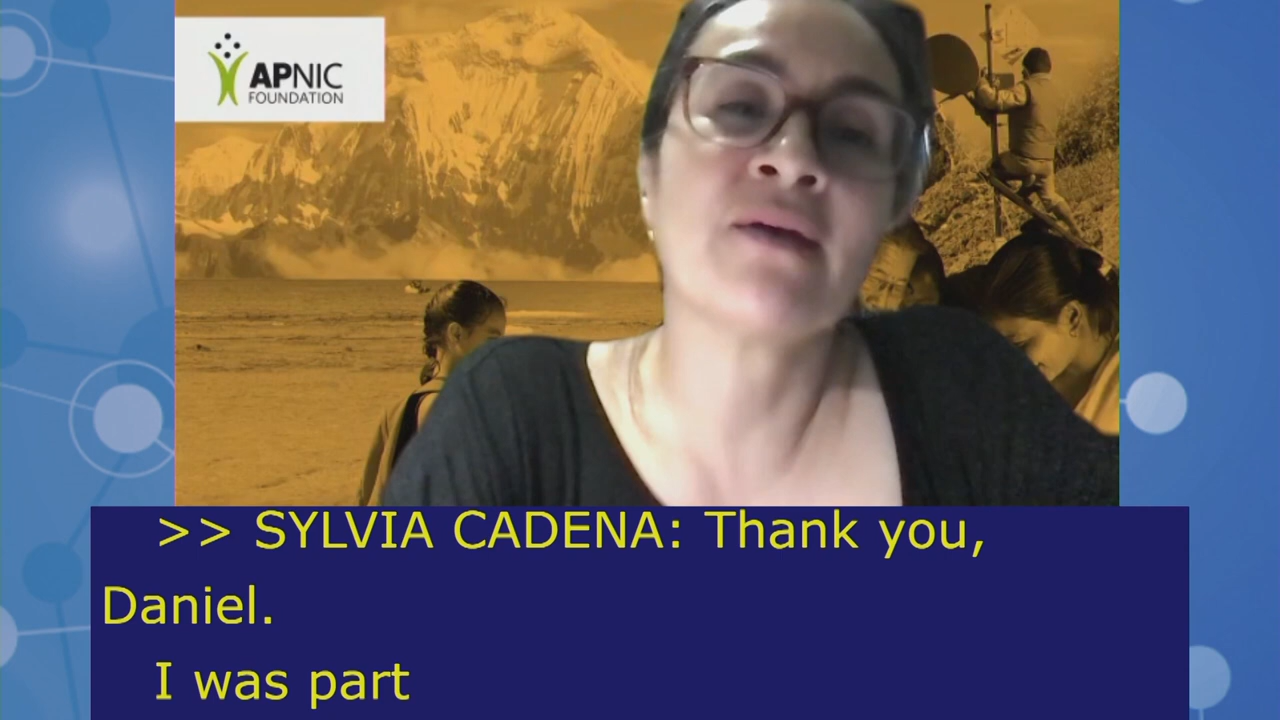 APNIC
FOUNDATION
>> SYLVIA CADENA: Thank you,
Daniel.
I was part